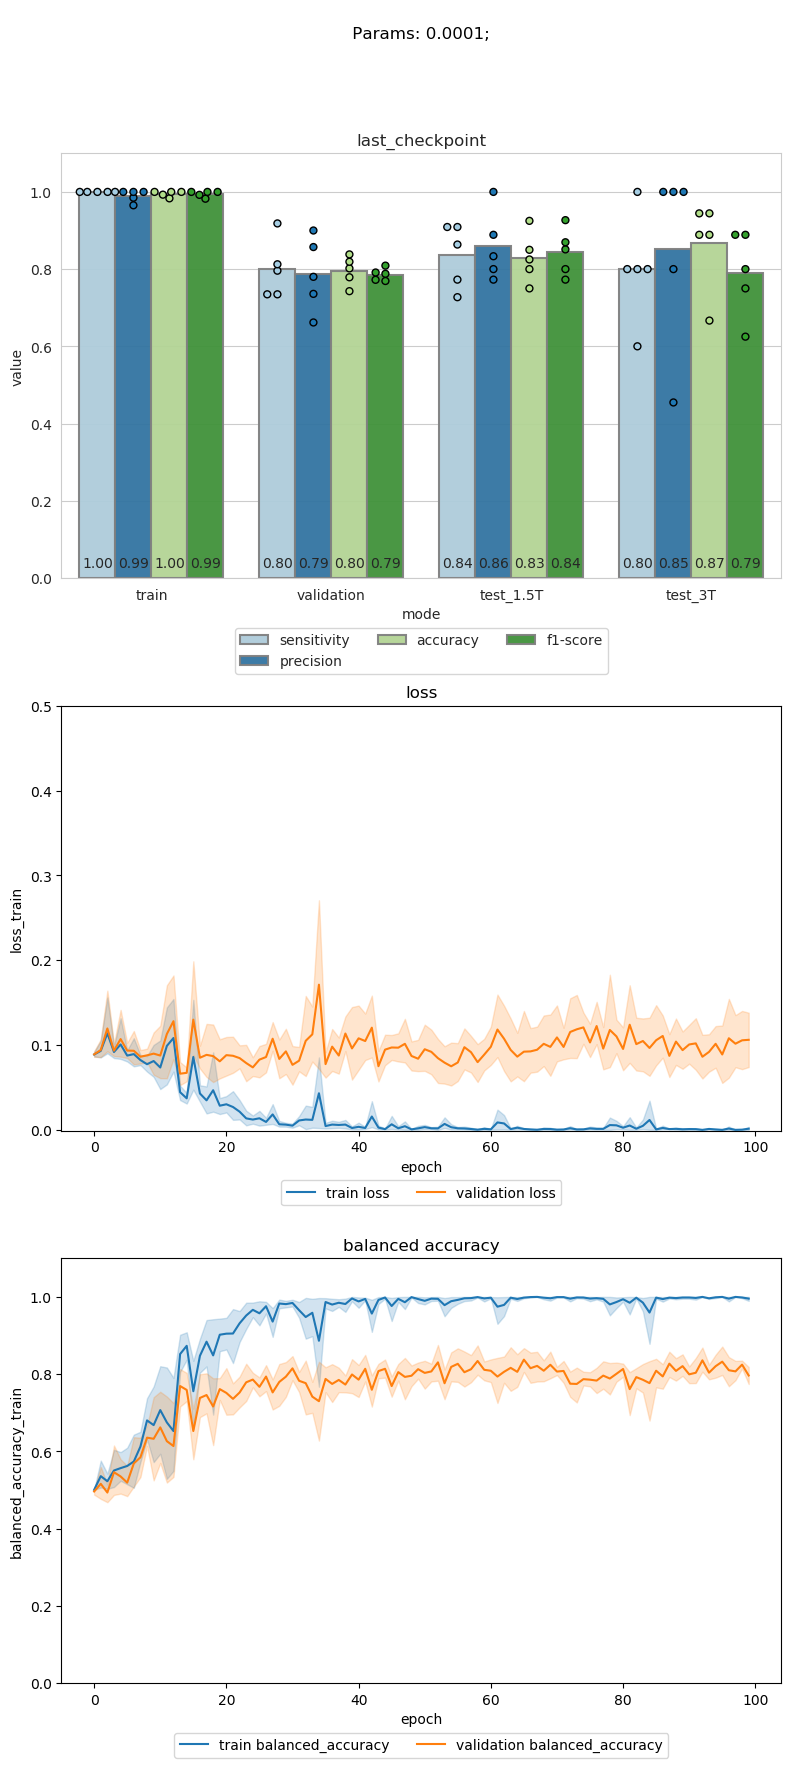 Params: 0.0001;
last_checkpoint
value
1.0
0.8
0.6
0.4
0.2
0.0
1.00 0.99 1.00 0.99 0.80 0.79 0.80 0.79 0.84 0.86 0.83 0.84 0.80 0.85 0.87 0.79
train validation test_1.5T test_3T
mode
sensitivity accuracy f1-score
precision
loss
loss_train
0.5
0.4
0.3
0.2
0.1
0.0
0 20 40 60 80 100
epoch
train loss validation loss
balanced accuracy
balanced_accuracy_train
1.0
0.8
0.6
0.4
0.2
0.0
0 20 40 60 80 100
epoch
train balanced_accuracy validation balanced_accuracy